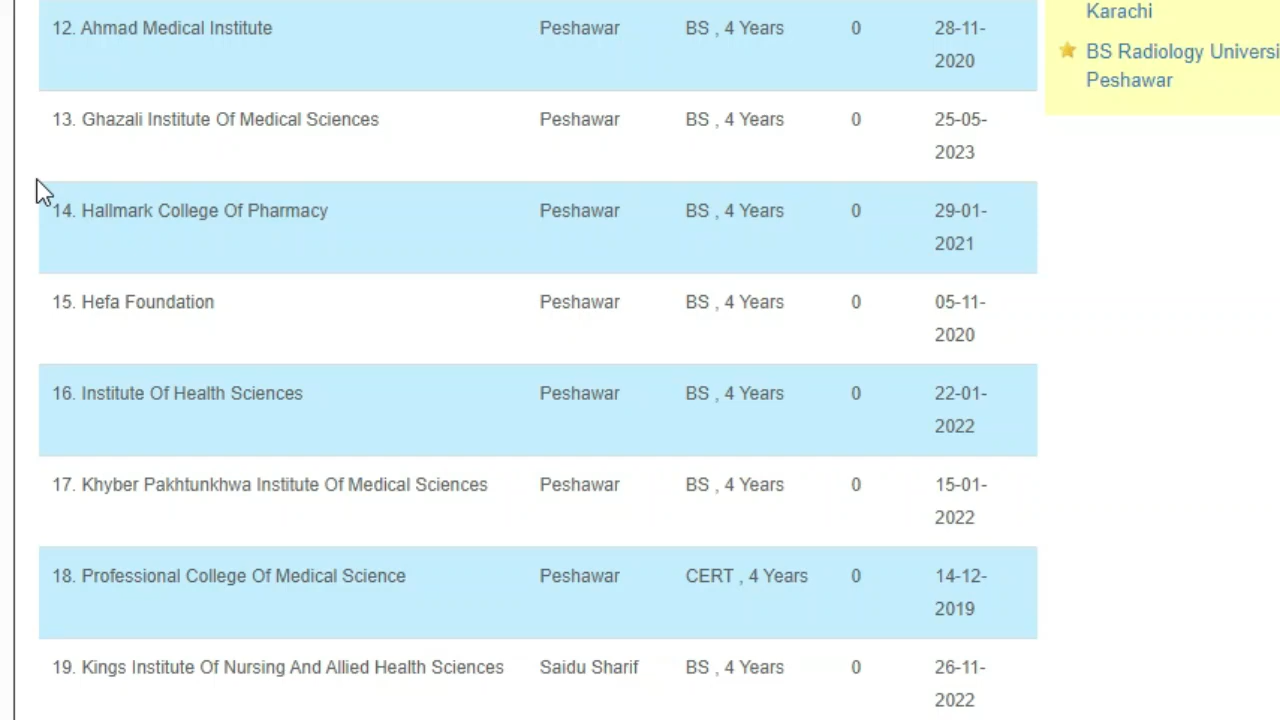 12. Ahmad Medical Institute Peshawar BS , 4 Years 0 28-11-
2020
13. Ghazali Institute Of Medical Sciences Peshawar BS , 4 Years 0 25-05-
2023
14. Hallmark College Of Pharmacy Peshawar BS , 4 Years 0 29-01-
2021
15. Hefa Foundation Peshawar BS , 4 Years 0 05-11-
2020
16. Institute Of Health Sciences Peshawar BS , 4 Years 0 22-01-
2022
17. Khyber Pakhtunkhwa Institute Of Medical Sciences Peshawar BS , 4 Years 0 15-01-
2022
18. Professional College Of Medical Science Peshawar CERT , 4 Years 0 14-12-
2019
19. Kings Institute Of Nursing And Allied Health Sciences Saidu Sharif BS , 4 Years 0 26-11-
2022
Karachi
BS Radiology Universi
Peshawar